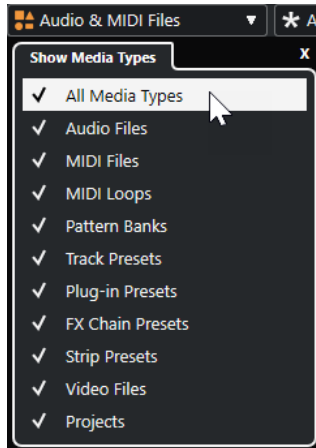 Audio & MIDI Files
A
Show Media Types
x
All Media Types
Audio Files
MIDI Files
MIDI Loops
Pattern Banks
Track Presets
Plug-in Presets
FX Chain Presets
Strip Presets
Video Files
Projects